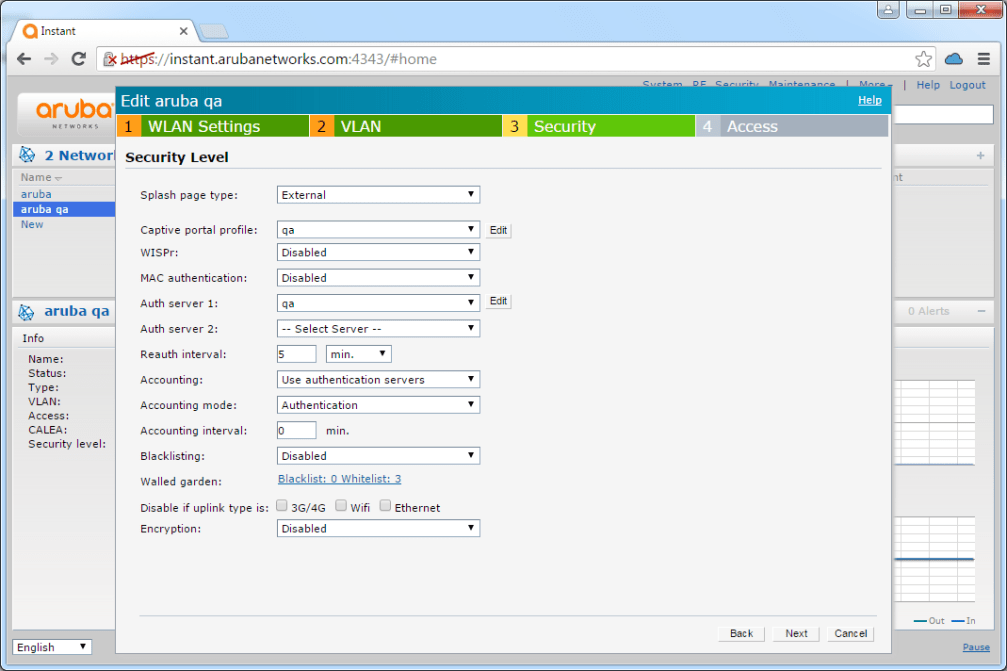 Instant
https://instant.arubanetworks.com:4343/#home
System RF Security Maintenance | More | Help Logout
aruba
NETWORKS
Edit aruba qa Help
1 WLAN Settings 2 VLAN 3 Security 4 Access
2 Networ
Name
aruba
aruba qa
New
Security Level
Splash page type: External
Captive portal profile: qa Edit
WISPr: Disabled
MAC authentication: Disabled
Auth server 1: qa Edit
Auth server 2: -- Select Server --
Reauth interval: 5 min.
Accounting: Use authentication servers
Accounting mode: Authentication
Accounting interval: 0 min.
Blacklisting: Disabled
Walled garden: Blacklist: 0 Whitelist: 3
Disable if uplink type is: 3G/4G Wifi Ethernet
Encryption: Disabled
Back Next Cancel
aruba qa
Info
Name:
Status:
Type:
VLAN:
Access:
CALEA:
Security level:
nt
0 Alerts
Out In
English
Pause